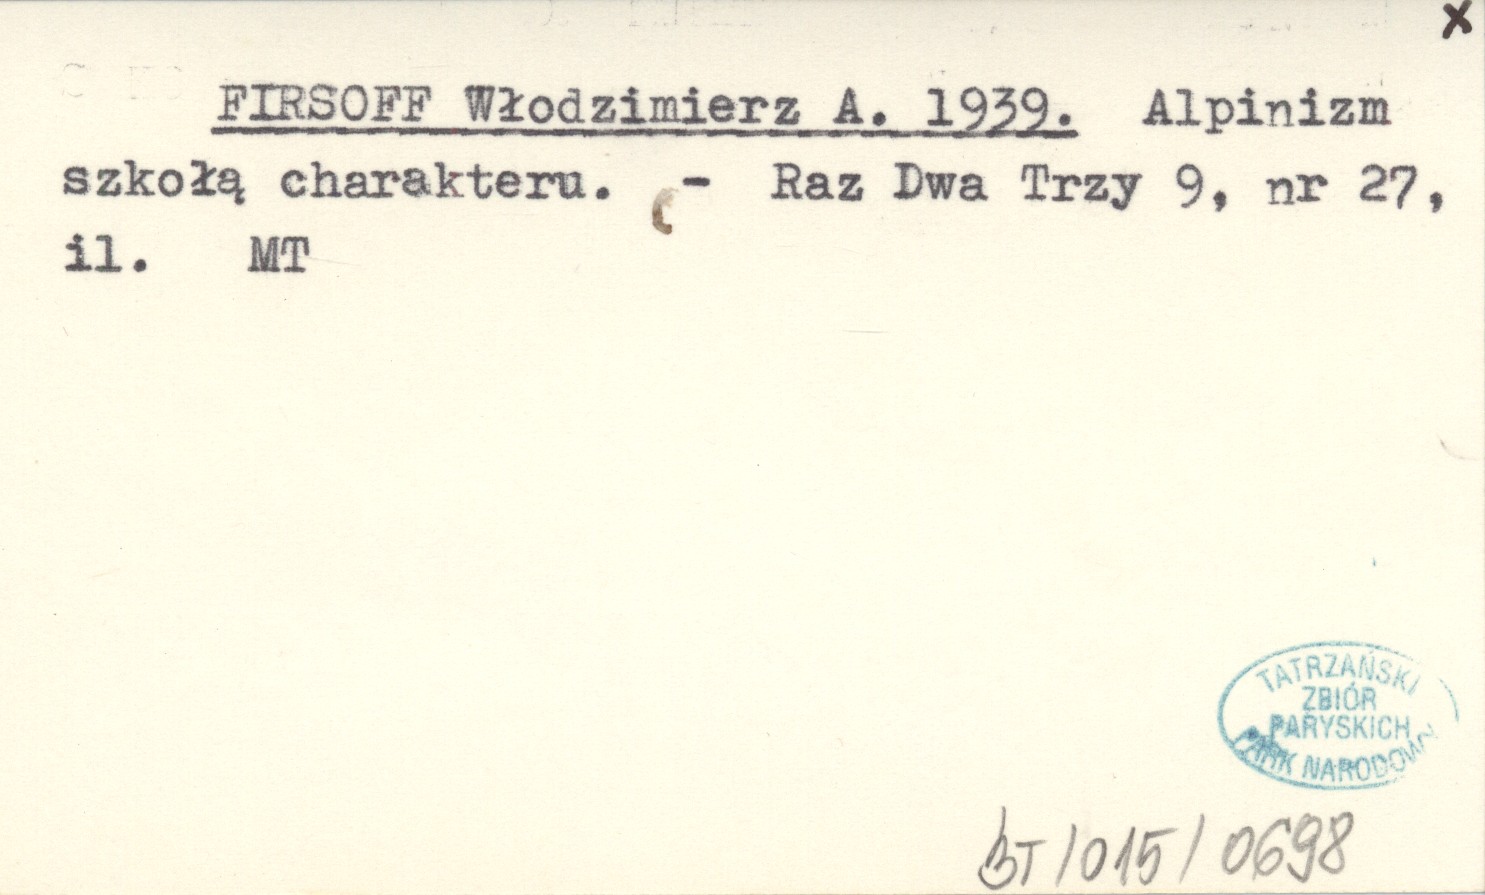 x
FIRSOFF Włodzimierz A. 1939. Alpinizm
szkołą charakteru. - Raz Dwa Trzy 9, nr 27,
il. MT
TATRZAŃSKI
ZBIÓR
PARYSKICH
PARK NARODOWY
BT/015/0698